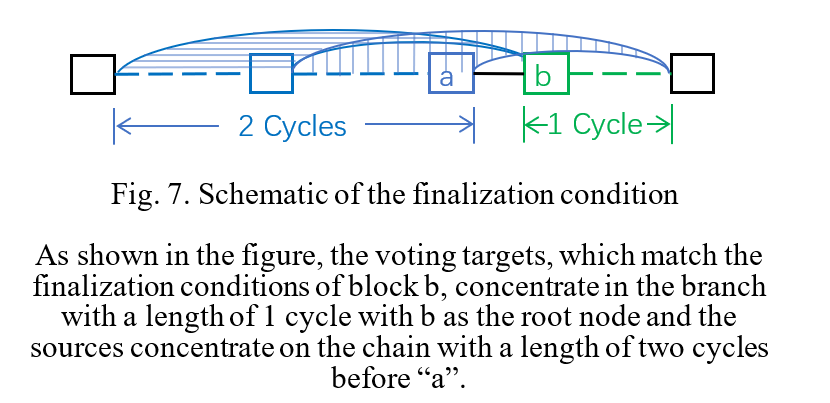 a
b
2 Cycles
1 Cycle
Fig. 7. Schematic of the finalization condition
As shown in the figure, the voting targets, which match the
finalization conditions of block b, concentrate in the branch
with a length of 1 cycle with b as the root node and the
sources concentrate on the chain with a length of two cycles
before “a”.